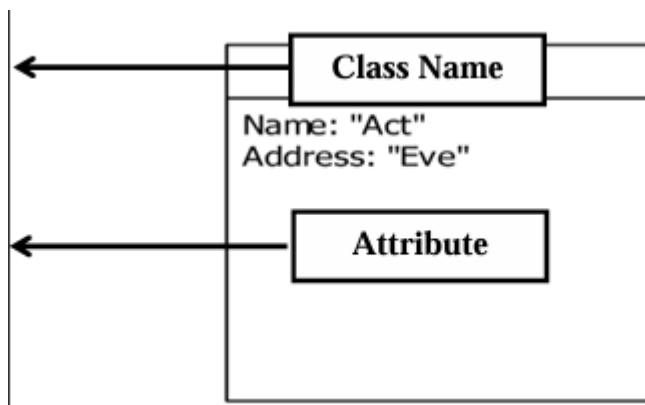 Class Name
Name: "Act"
Address: "Eve"
Attribute